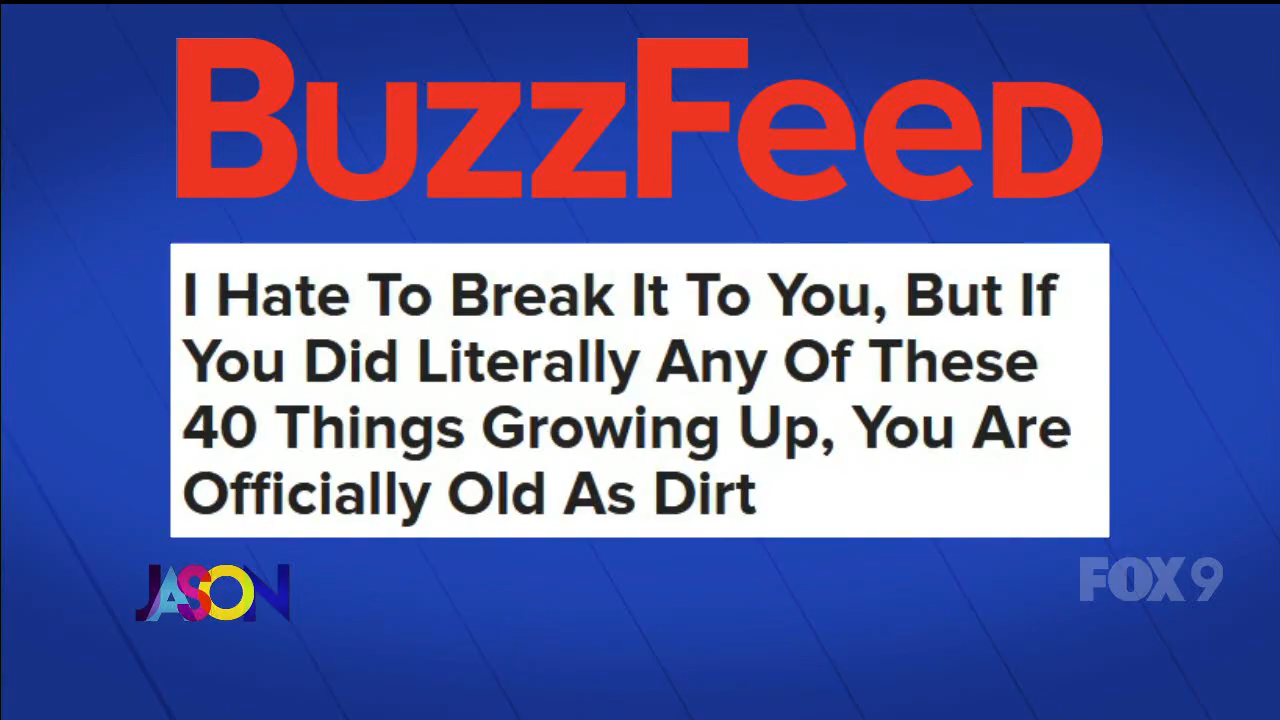 BUZZFEED
I Hate To Break It To You, But If
You Did Literally Any Of These
40 Things Growing Up, You Are
Officially Old As Dirt
JASON
FOX 9